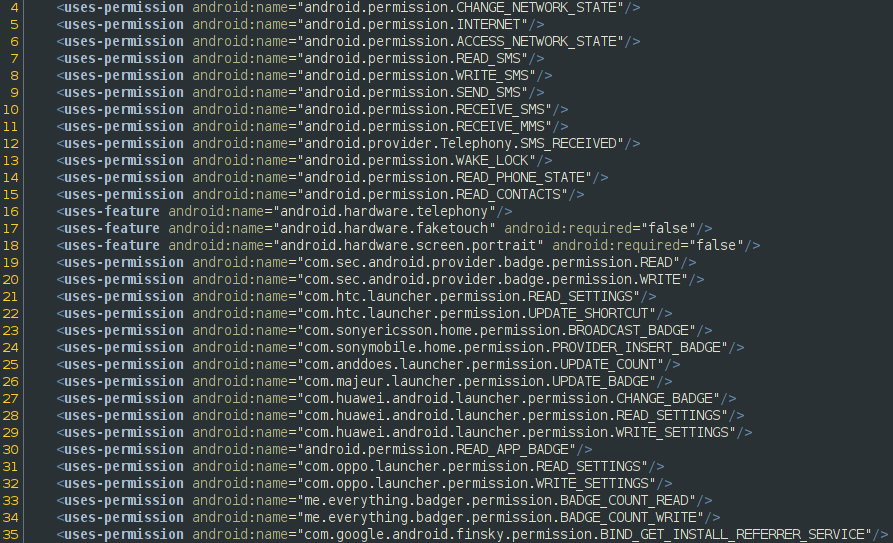 4 <uses-permission android:name="android.permission.CHANGE_NETWORK_STATE"/>
5 <uses-permission android:name="android.permission.INTERNET"/>
6 <uses-permission android:name="android.permission.ACCESS_NETWORK_STATE"/>
7 <uses-permission android:name="android.permission.READ_SMS"/>
8 <uses-permission android:name="android.permission.WRITE_SMS"/>
9 <uses-permission android:name="android.permission.SEND_SMS"/>
10 <uses-permission android:name="android.permission.RECEIVE_SMS"/>
11 <uses-permission android:name="android.permission.RECEIVE_MMS"/>
12 <uses-permission android:name="android.provider.Telephony.SMS_RECEIVED"/>
13 <uses-permission android:name="android.permission.WAKE_LOCK"/>
14 <uses-permission android:name="android.permission.READ_PHONE_STATE"/>
15 <uses-permission android:name="android.permission.READ_CONTACTS"/>
16 <uses-feature android:name="android.hardware.telephony"/>
17 <uses-feature android:name="android.hardware.faketouch" android:required="false"/>
18 <uses-feature android:name="android.hardware.screen.portrait" android:required="false"/>
19 <uses-permission android:name="com.sec.android.provider.badge.permission.READ"/>
20 <uses-permission android:name="com.sec.android.provider.badge.permission.WRITE"/>
21 <uses-permission android:name="com.htc.launcher.permission.READ_SETTINGS"/>
22 <uses-permission android:name="com.htc.launcher.permission.UPDATE_SHORTCUT"/>
23 <uses-permission android:name="com.sonyericsson.home.permission.BROADCAST_BADGE"/>
24 <uses-permission android:name="com.sonymobile.home.permission.PROVIDER_INSERT_BADGE"/>
25 <uses-permission android:name="com.anddoes.launcher.permission.UPDATE_COUNT"/>
26 <uses-permission android:name="com.majeur.launcher.permission.UPDATE_BADGE"/>
27 <uses-permission android:name="com.huawei.android.launcher.permission.CHANGE_BADGE"/>
28 <uses-permission android:name="com.huawei.android.launcher.permission.READ_SETTINGS"/>
29 <uses-permission android:name="com.huawei.android.launcher.permission.WRITE_SETTINGS"/>
30 <uses-permission android:name="android.permission.READ_APP_BADGE"/>
31 <uses-permission android:name="com.oppo.launcher.permission.READ_SETTINGS"/>
32 <uses-permission android:name="com.oppo.launcher.permission.WRITE_SETTINGS"/>
33 <uses-permission android:name="me.everything.badger.permission.BADGE_COUNT_READ"/>
34 <uses-permission android:name="me.everything.badger.permission.BADGE_COUNT_WRITE"/>
35 <uses-permission android:name="com.google.android.finsky.permission.BIND_GET_INSTALL_REFERRER_SERVICE"/>